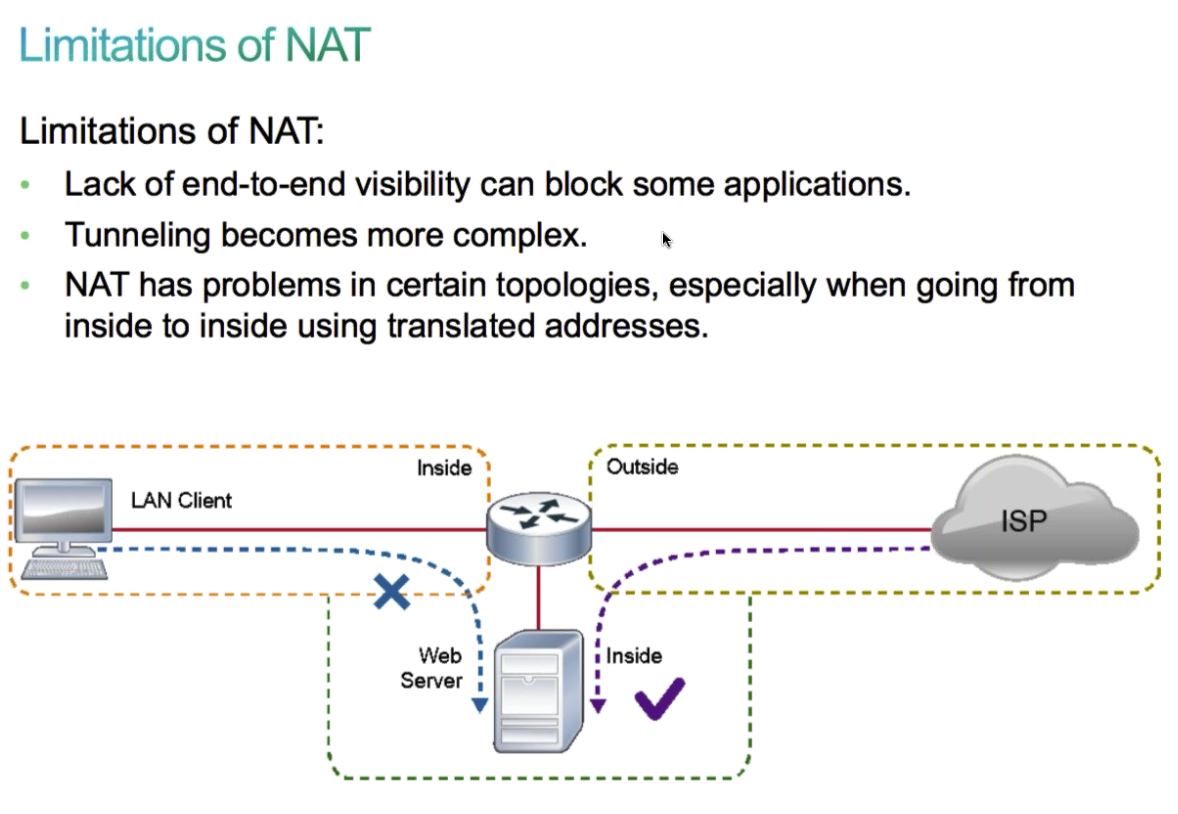 Limitations of NAT
Limitations of NAT:
• Lack of end-to-end visibility can block some applications.
• Tunneling becomes more complex.
• NAT has problems in certain topologies, especially when going from
inside to inside using translated addresses.
Inside
Outside
LAN Client
ISP
Web
Server
Inside